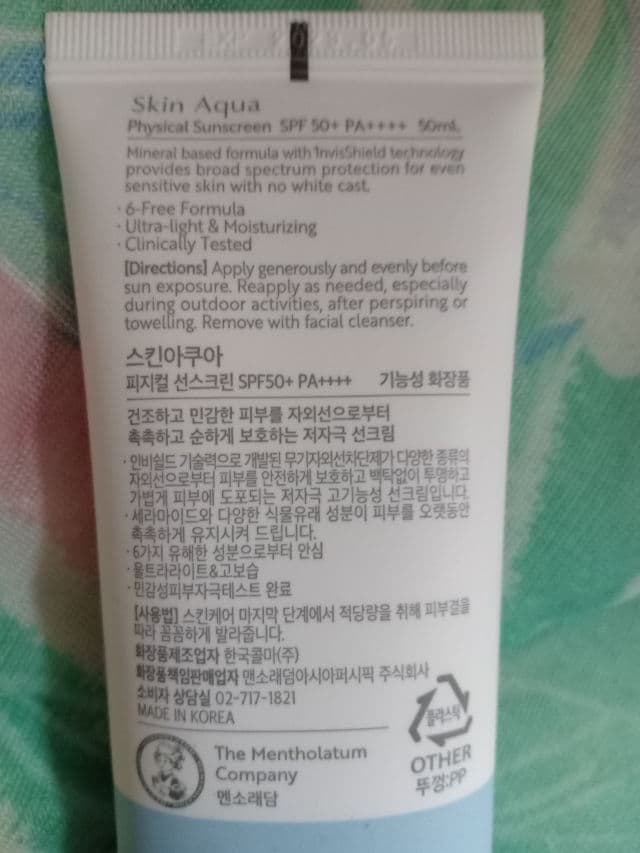 Skin Aqua
Physical Sunscreen SPF 50+ PA++++ 50mL
Mineral based formula with InvisShield technology
provides broad spectrum protection for even
sensitive skin with no white cast.
· 6-Free Formula
· Ultra-light & Moisturizing
· Clinically Tested
[Directions] Apply generously and evenly before
sun exposure. Reapply as needed, especially
during outdoor activities, after perspiring or
towelling. Remove with facial cleanser.
스킨아쿠아
피지컬 선스크린 SPF50+ PA++++ 기능성 화장품
건조하고 민감한 피부를 자외선으로부터
촉촉하고 순하게 보호하는 저자극 선크림
· 인비쉴드 기술력으로 개발된 무기자외선차단제가 다양한 종류의
자외선으로부터 피부를 안전하게 보호하고 백탁없이 투명하고
가볍게 피부에 도포되는 저자극 고기능성 선크림입니다.
· 세라마이드와 다양한 식물유래 성분이 피부를 오랫동안
촉촉하게 유지시켜 드립니다.
· 6가지 유해한 성분으로부터 안심
· 울트라라이트&고보습
· 민감성피부자극테스트 완료
[사용법] 스킨케어 마지막 단계에서 적당량을 취해 피부결을
따라 꼼꼼하게 발라줍니다.
화장품제조업자 한국콜마(주)
화장품책임판매업자 맨소래덤아시아퍼시픽 주식회사
소비자 상담실 02-717-1821
MADE IN KOREA
플라스틱
OTHER
뚜껑:PP
The Mentholatum
Company
멘소래담